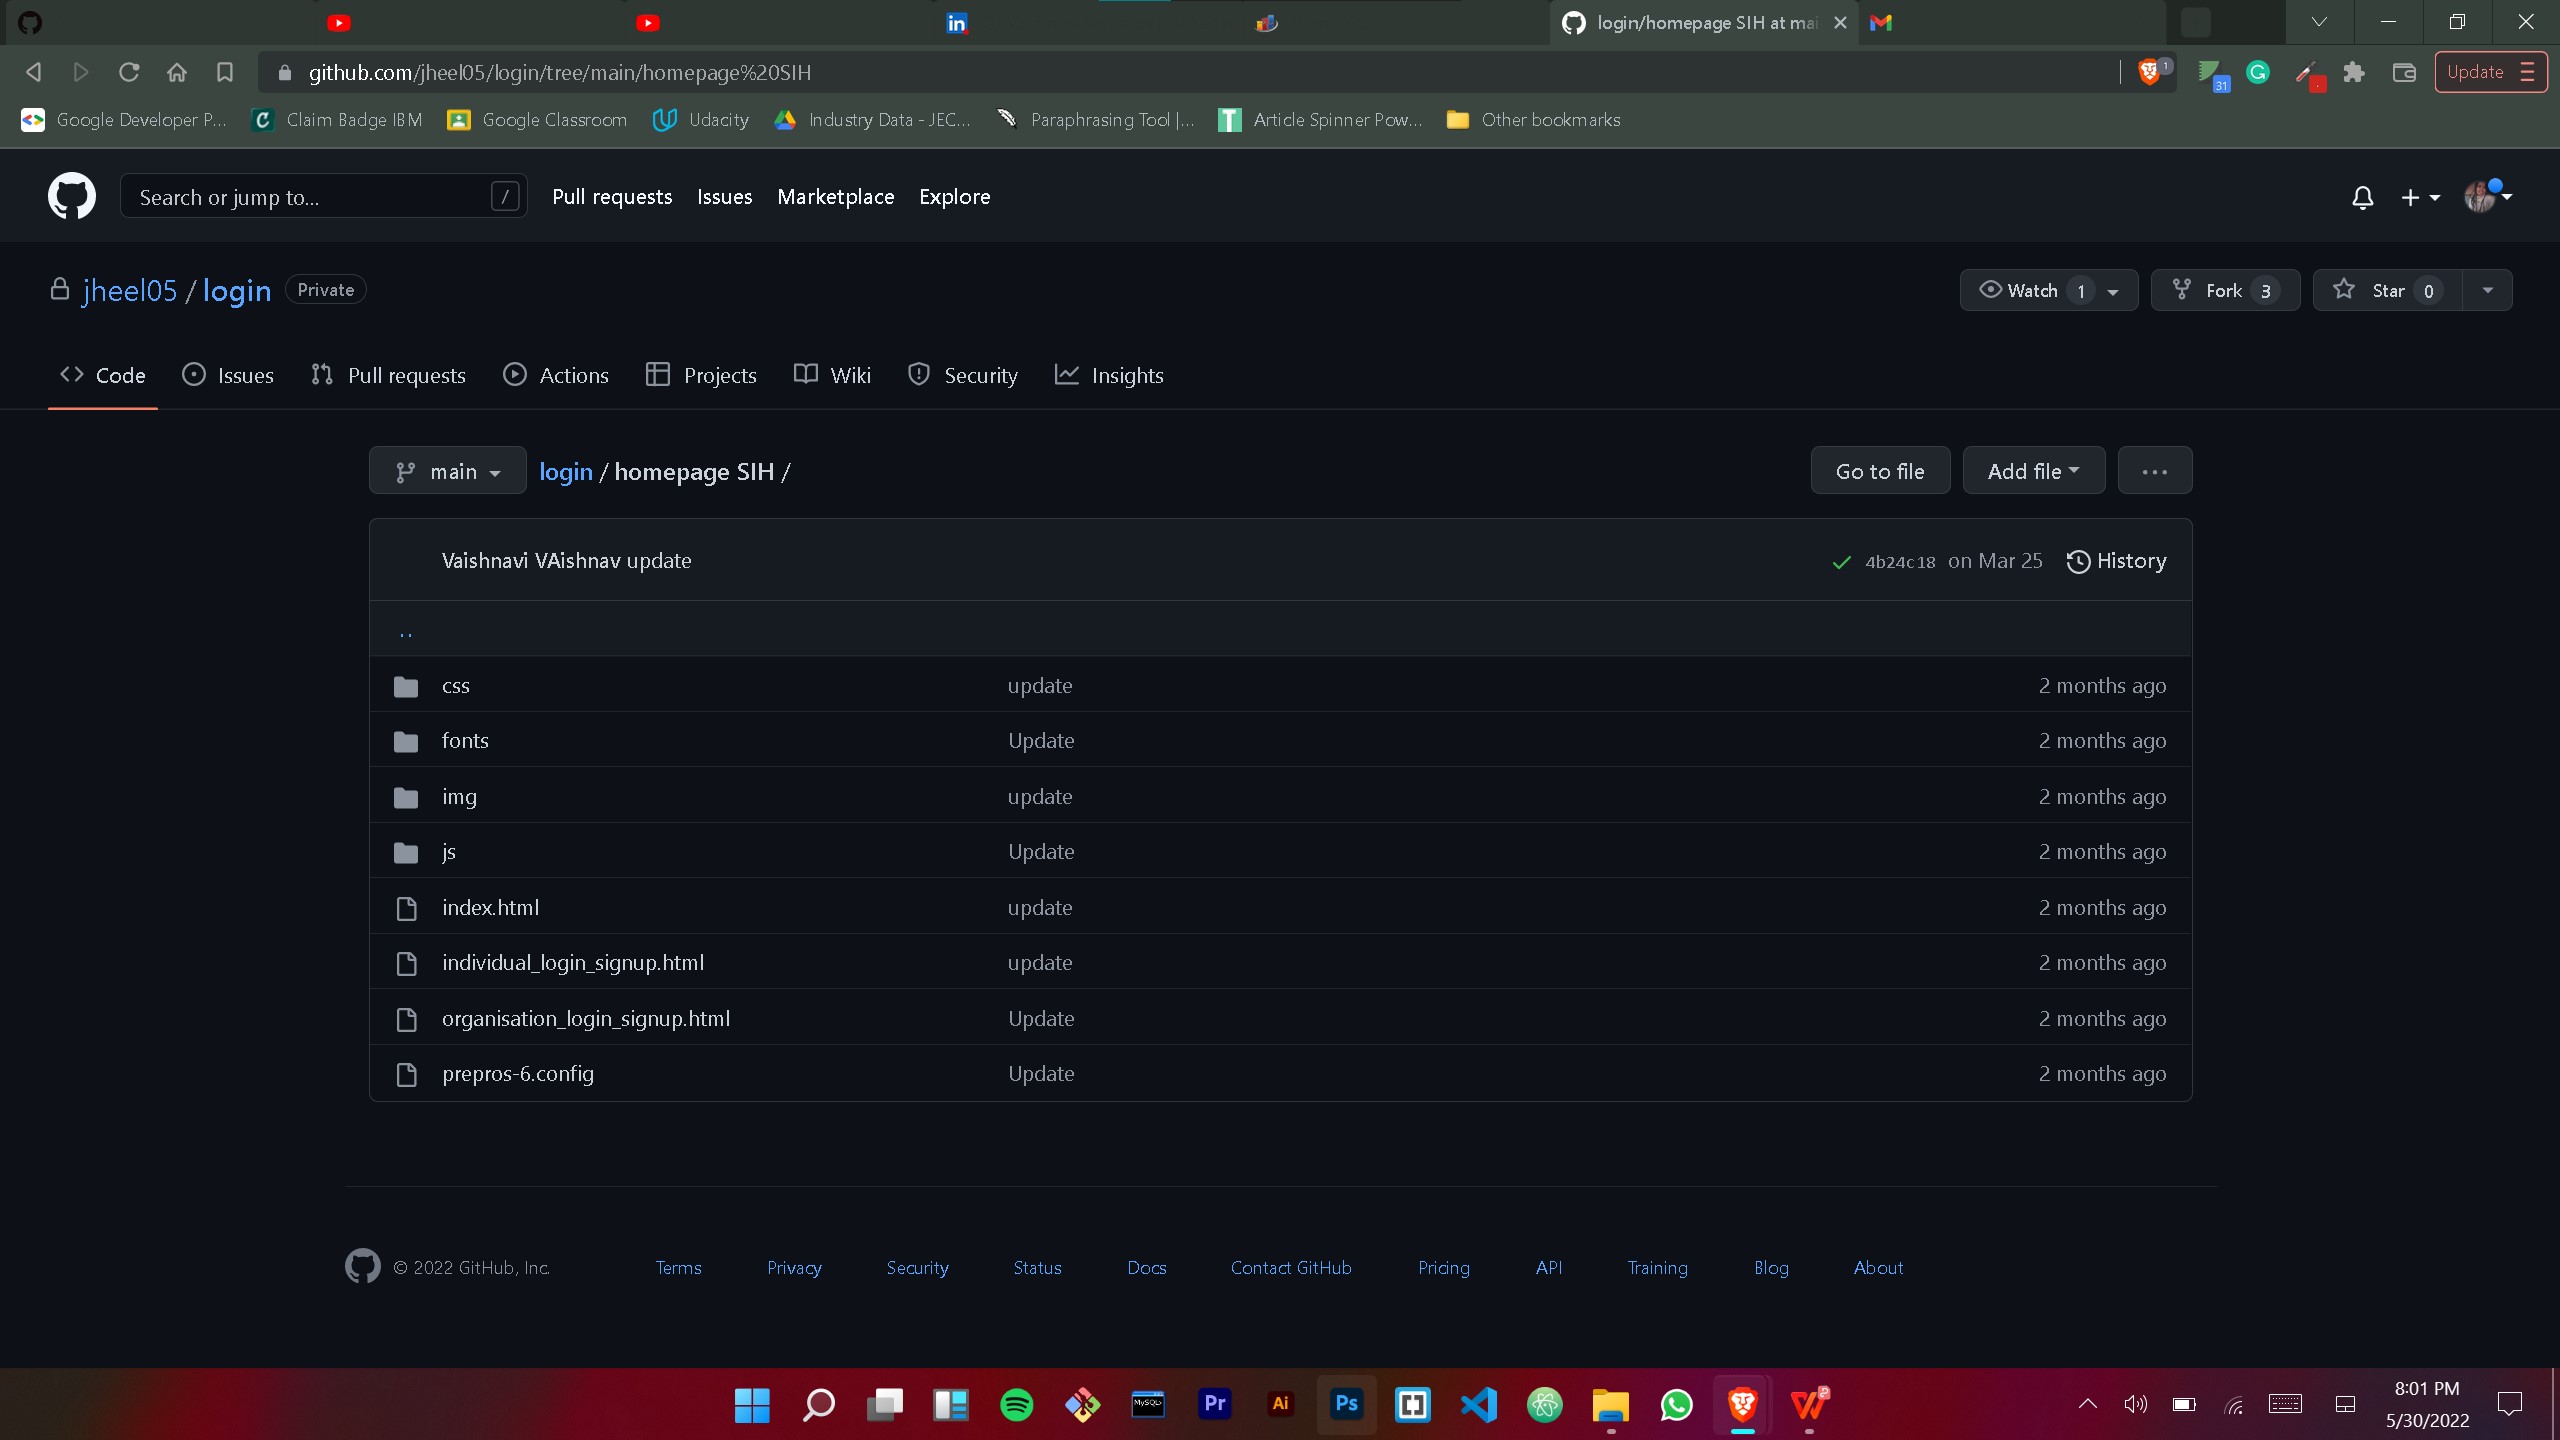 login/homepage SIH at mai
github.com/jheel05/login/tree/main/homepage%20SIH
1
31
Update
Google Developer P...
Claim Badge IBM
Google Classroom
Udacity
Industry Data - JEC...
Paraphrasing Tool |...
Article Spinner Pow...
Other bookmarks
Search or jump to...
/
Pull requests
Issues
Marketplace
Explore
jheel05 / login
Private
Watch 1
Fork 3
Star 0
Code
Issues
Pull requests
Actions
Projects
Wiki
Security
Insights
main
login / homepage SIH /
Go to file
Add file
...
Vaishnavi VAishnav update
4b24c18 on Mar 25
History
..
css update 2 months ago
fonts Update 2 months ago
img update 2 months ago
js Update 2 months ago
index.html update 2 months ago
individual_login_signup.html update 2 months ago
organisation_login_signup.html Update 2 months ago
prepros-6.config Update 2 months ago
© 2022 GitHub, Inc.
Terms
Privacy
Security
Status
Docs
Contact GitHub
Pricing
API
Training
Blog
About
MySQL>
Pr
Ai
Ps
8:01 PM
5/30/2022